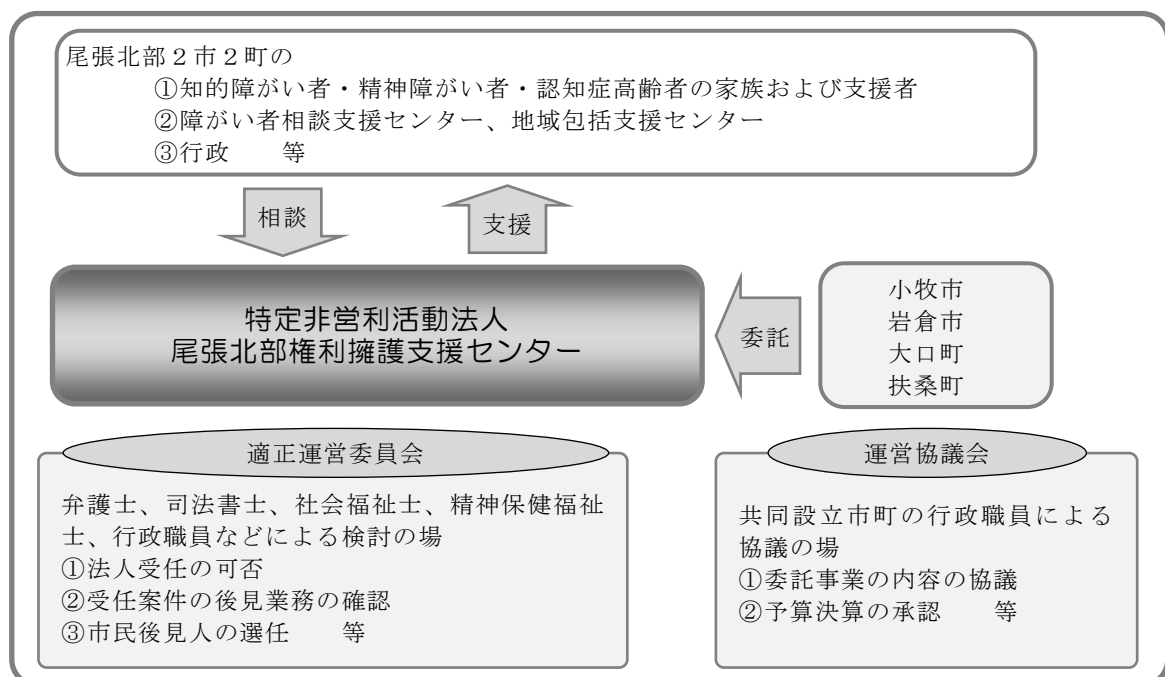 尾張北部２市２町の
①知的障がい者・精神障がい者・認知症高齢者の家族および支援者
②障がい者相談支援センター、地域包括支援センター
③行政　　等
相談
支援
特定非営利活動法人
尾張北部権利擁護支援センター
委託
小牧市
岩倉市
大口町
扶桑町
適正運営委員会
弁護士、司法書士、社会福祉士、精神保健福祉
士、行政職員などによる検討の場
①法人受任の可否
②受任案件の後見業務の確認
③市民後見人の選任　　等
運営協議会
共同設立市町の行政職員による
協議の場
①委託事業の内容の協議
②予算決算の承認　　等